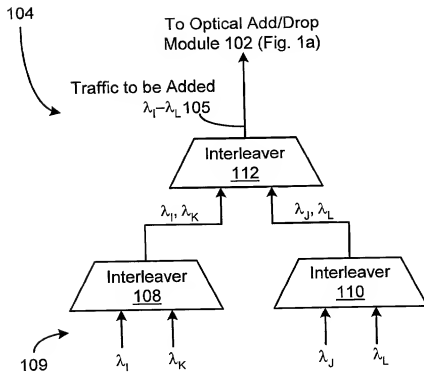 104
To Optical Add/Drop
Module 102 (Fig. 1a)
Traffic to be Added
λI–λL 105
Interleaver
112
λI, λK
λJ, λL
Interleaver
108
Interleaver
110
109
λI
λK
λJ
λL